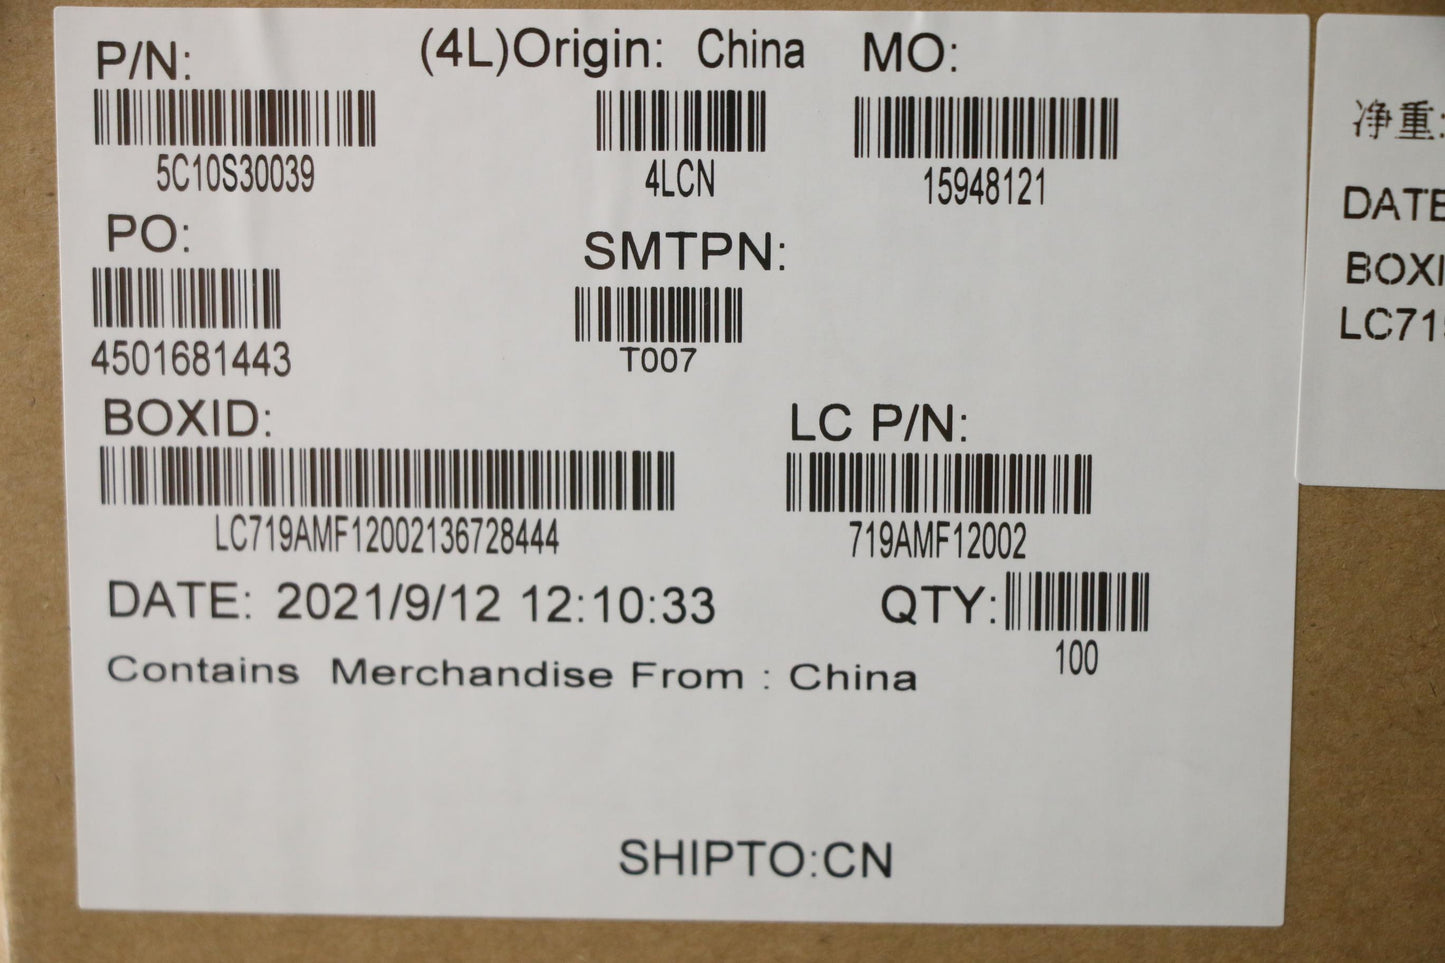 P/N: (4L)Origin: China MO:
5C10S30039 4LCN 15948121
PO: SMTPN:
4501681443 T007
BOXID: LC P/N:
LC719AMF12002136728444 719AMF12002
DATE: 2021/9/12 12:10:33 QTY:
100
Contains Merchandise From : China
SHIPTO:CN
净重:
DATE
BOXI
LC71